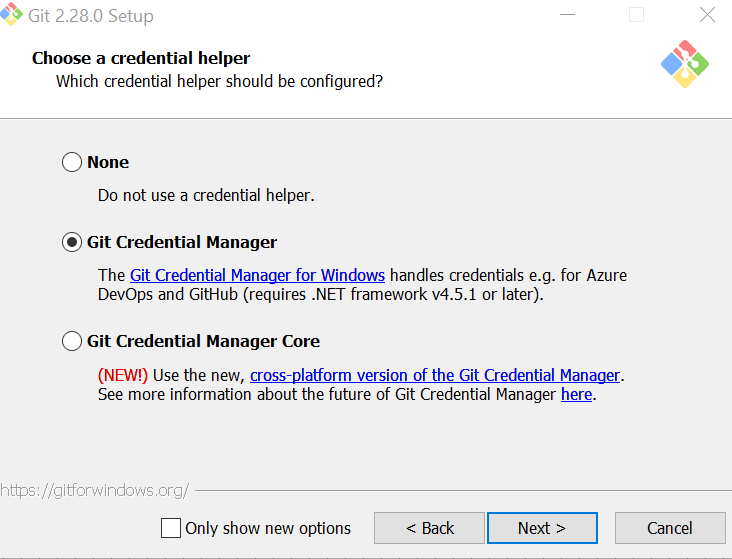 Git 2.28.0 Setup
Choose a credential helper
Which credential helper should be configured?
None
Do not use a credential helper.
Git Credential Manager
The Git Credential Manager for Windows handles credentials e.g. for Azure
DevOps and GitHub (requires .NET framework v4.5.1 or later).
Git Credential Manager Core
(NEW!) Use the new, cross-platform version of the Git Credential Manager.
See more information about the future of Git Credential Manager here.
https://gitforwindows.org/
Only show new options
< Back
Next >
Cancel